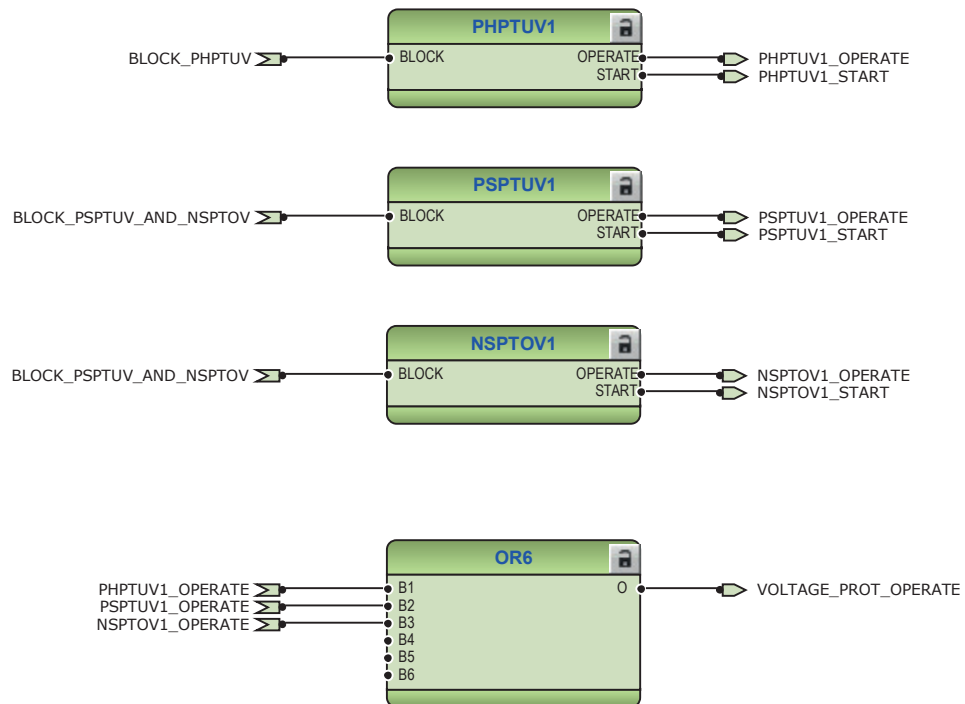 PHPTUV1
BLOCK_PHPTUV
BLOCK
OPERATE
START
PHPTUV1_OPERATE
PHPTUV1_START
PSPTUV1
BLOCK_PSPTUV_AND_NSPTOV
BLOCK
OPERATE
START
PSPTUV1_OPERATE
PSPTUV1_START
NSPTOV1
BLOCK_PSPTUV_AND_NSPTOV
BLOCK
OPERATE
START
NSPTOV1_OPERATE
NSPTOV1_START
OR6
PHPTUV1_OPERATE
PSPTUV1_OPERATE
NSPTOV1_OPERATE
B1
B2
B3
B4
B5
B6
O
VOLTAGE_PROT_OPERATE